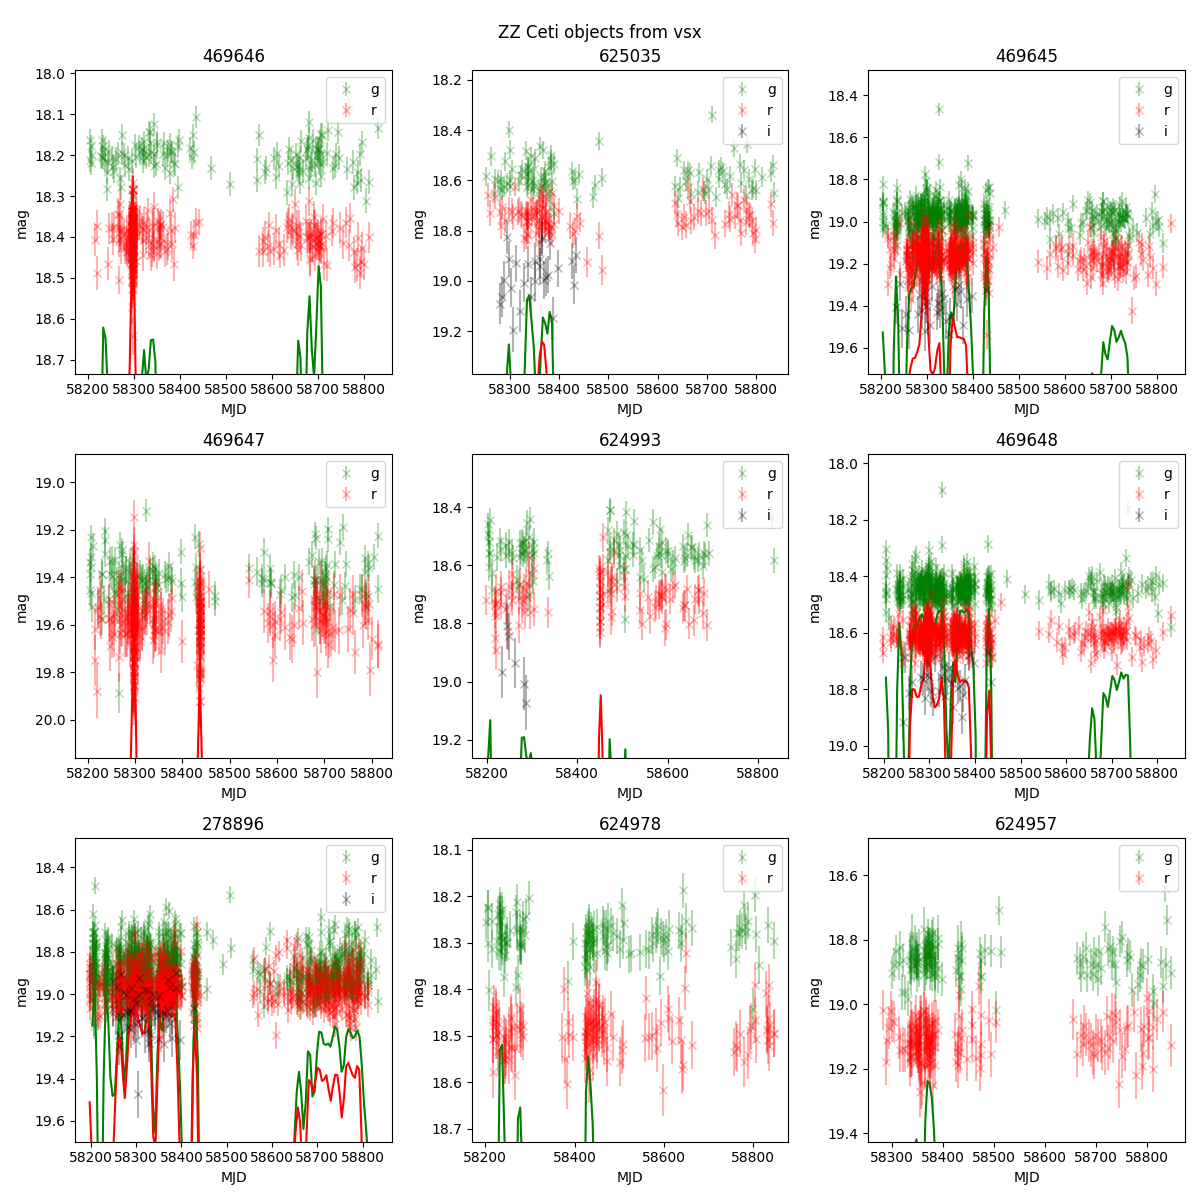 ZZ Ceti objects from vsx
469646
18.0
18.1
18.2
18.3
18.4
18.5
18.6
18.7
mag
58200 58300 58400 58500 58600 58700 58800
MJD
g
r
625035
18.2
18.4
18.6
18.8
19.0
19.2
mag
58300 58400 58500 58600 58700 58800
MJD
g
r
i
469645
18.4
18.6
18.8
19.0
19.2
19.4
19.6
mag
58200 58300 58400 58500 58600 58700 58800
MJD
g
r
i
469647
19.0
19.2
19.4
19.6
19.8
20.0
mag
58200 58300 58400 58500 58600 58700 58800
MJD
g
r
624993
18.4
18.6
18.8
19.0
19.2
mag
58200 58400 58600 58800
MJD
g
r
i
469648
18.0
18.2
18.4
18.6
18.8
19.0
mag
58200 58300 58400 58500 58600 58700 58800
MJD
g
r
i
278896
18.4
18.6
18.8
19.0
19.2
19.4
19.6
mag
58200 58300 58400 58500 58600 58700 58800
MJD
g
r
i
624978
18.1
18.2
18.3
18.4
18.5
18.6
18.7
mag
58200 58300 58400 58500 58600 58700 58800
MJD
g
r
624957
18.6
18.8
19.0
19.2
19.4
mag
58300 58400 58500 58600 58700 58800
MJD
g
r